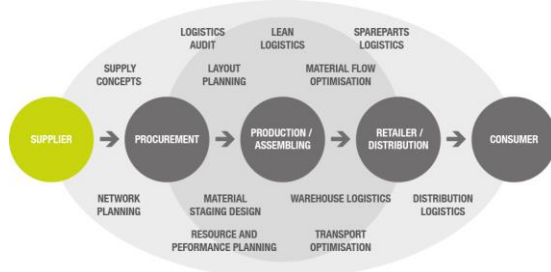 LOGISTICS
AUDIT
LEAN
LOGISTICS
SPAREPARTS
LOGISTICS
SUPPLY
CONCEPTS
LAYOUT
PLANNING
MATERIAL FLOW
OPTIMISATION
SUPPLIER
PROCUREMENT
PRODUCTION /
ASSEMBLING
RETAILER /
DISTRIBUTION
CONSUMER
NETWORK
PLANNING
MATERIAL
STAGING DESIGN
WAREHOUSE LOGISTICS
DISTRIBUTION
LOGISTICS
RESOURCE AND
PEFORMANCE PLANNING
TRANSPORT
OPTIMISATION